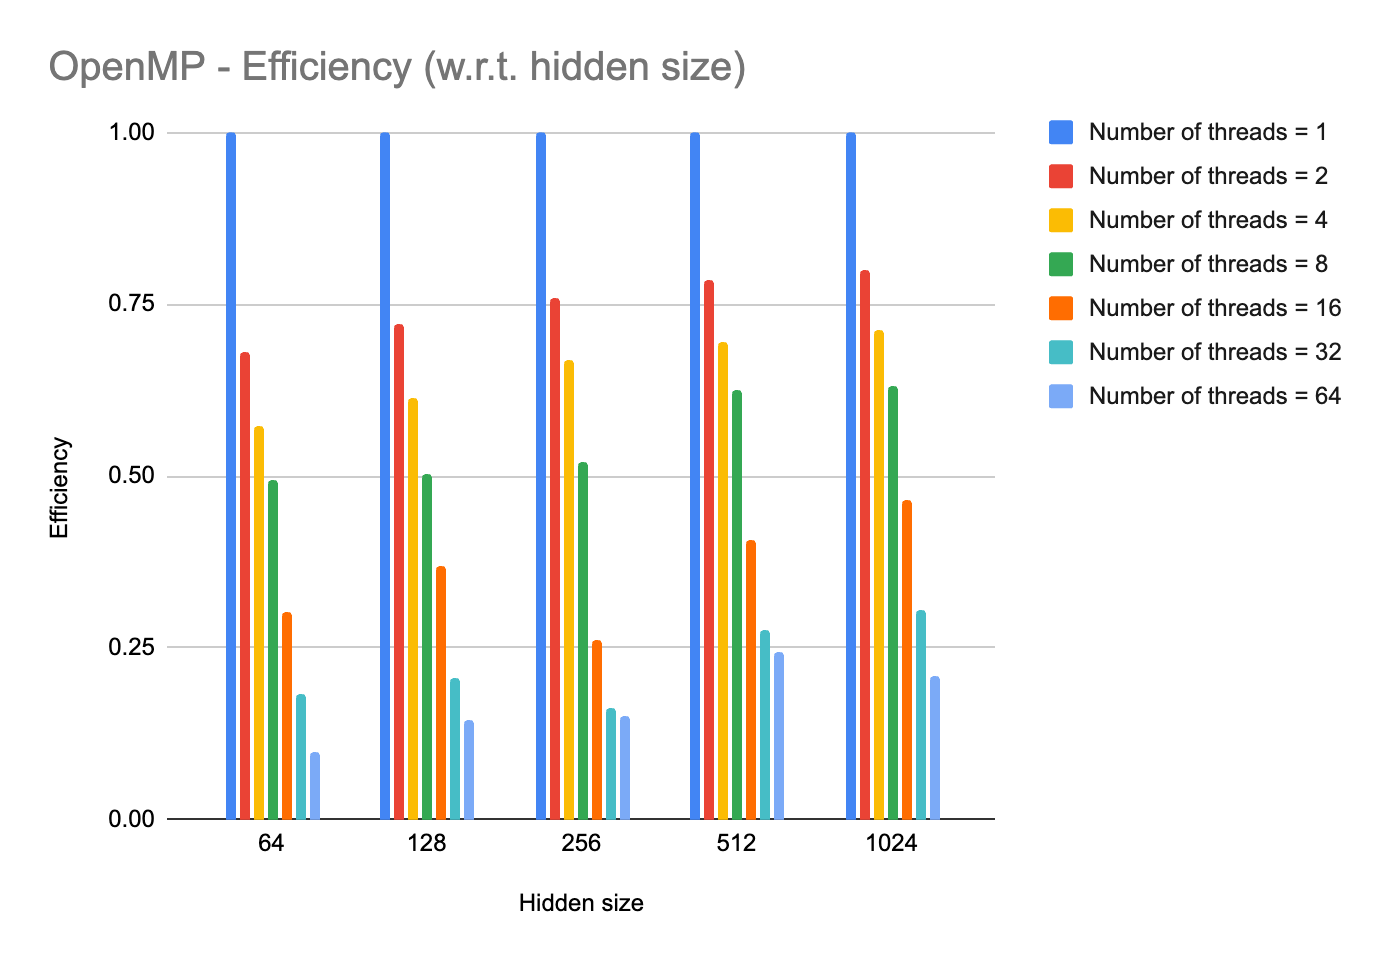 OpenMP - Efficiency (w.r.t. hidden size)
Number of threads = 1
Number of threads = 2
Number of threads = 4
Number of threads = 8
Number of threads = 16
Number of threads = 32
Number of threads = 64
Efficiency
1.00
0.75
0.50
0.25
0.00
64 128 256 512 1024
Hidden size